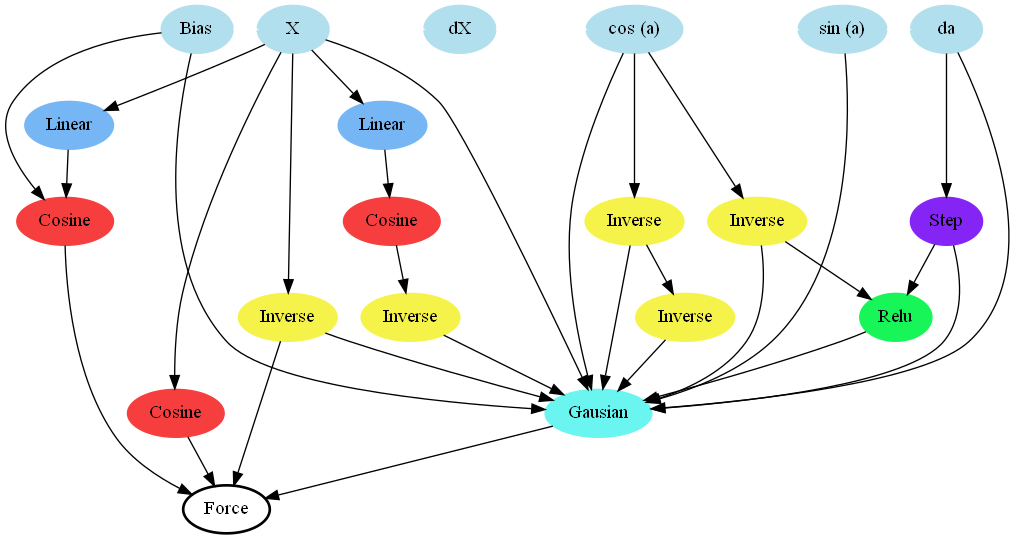 Bias
X
dX
cos (a)
sin (a)
da
Linear
Linear
Cosine
Cosine
Inverse
Inverse
Step
Inverse
Inverse
Inverse
Relu
Cosine
Gausian
Force